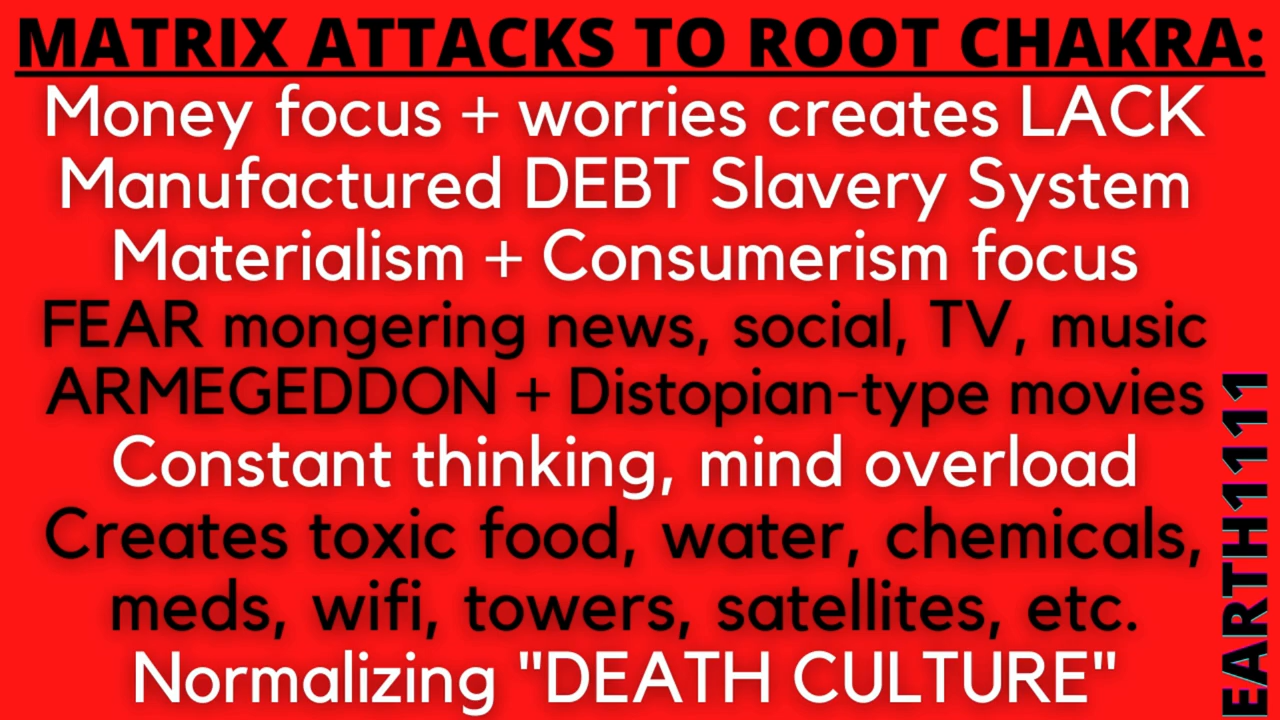 MATRIX ATTACKS TO ROOT CHAKRA:
Money focus + worries creates LACK
Manufactured DEBT Slavery System
Materialism + Consumerism focus
FEAR mongering news, social, TV, music
ARMEGEDDON + Distopian-type movies
Constant thinking, mind overload
Creates toxic food, water, chemicals,
meds, wifi, towers, satellites, etc.
Normalizing "DEATH CULTURE"
EARTH1111